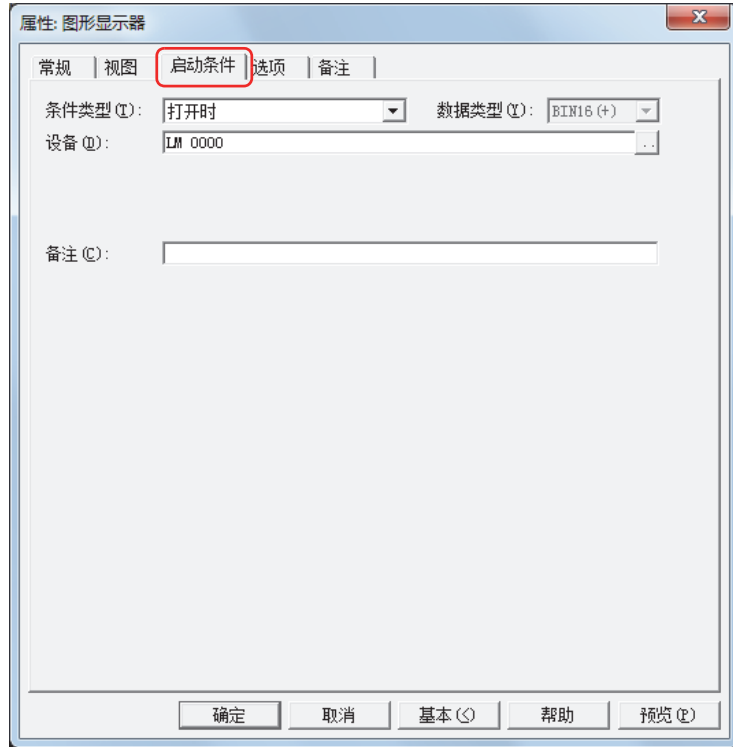 属性: 图形显示器
常规 视图 启动条件 选项 备注
条件类型(T): 打开时 数据类型(Y): BIN16(+)
设备(D): LM 0000 ..
备注(C):
确定 取消 基本(<) 帮助 预览(P)